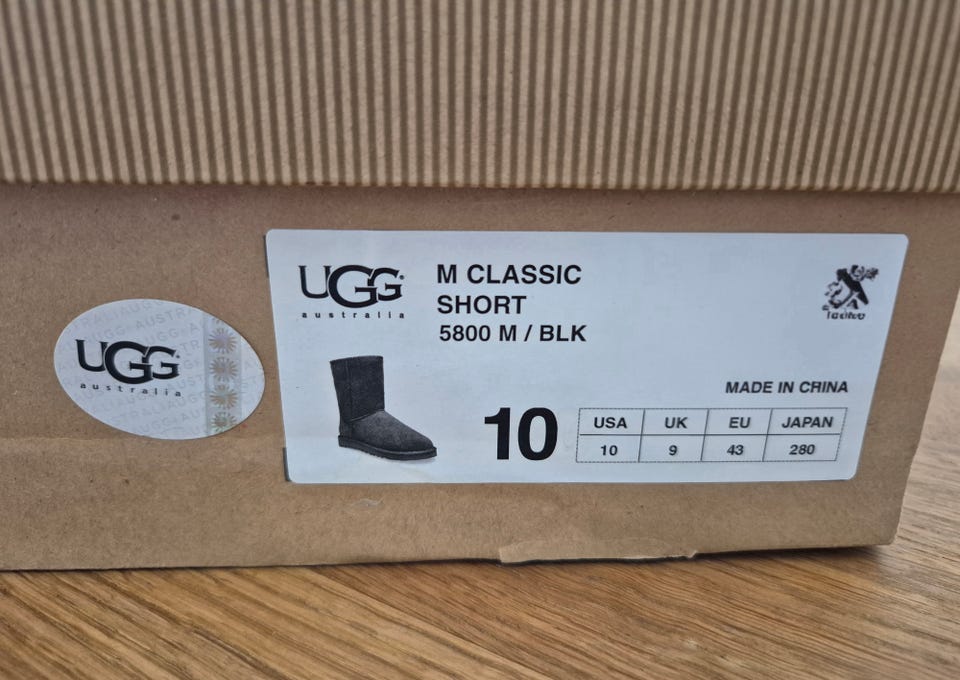 UGG
australia
M CLASSIC
SHORT
5800 M / BLK
UGG
australia
MADE IN CHINA
10
USA UK EU JAPAN
10 9 43 280